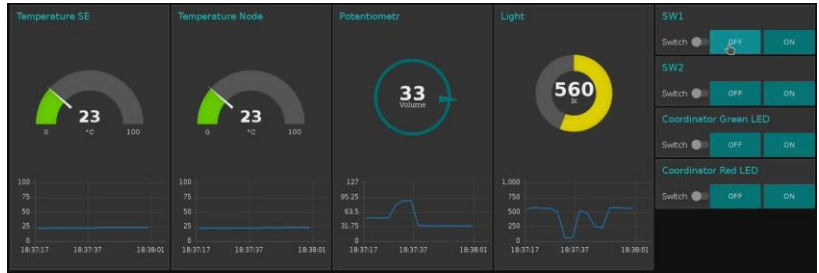 Temperature SE
23
°C
0
100
100
75
50
25
0
18:37:17
18:37:37
18:38:01
Temperature Node
23
°C
0
100
100
75
50
25
0
18:37:17
18:37:37
18:38:01
Potentiometr
33
Volume
127
95.25
63.5
31.75
0
18:37:17
18:37:37
18:38:01
Light
560
lx
1,000
750
500
250
0
18:37:17
18:37:37
18:38:01
SW1
Switch OFF ON
SW2
Switch OFF ON
Coordinator Green LED
Switch OFF ON
Coordinator Red LED
Switch OFF ON